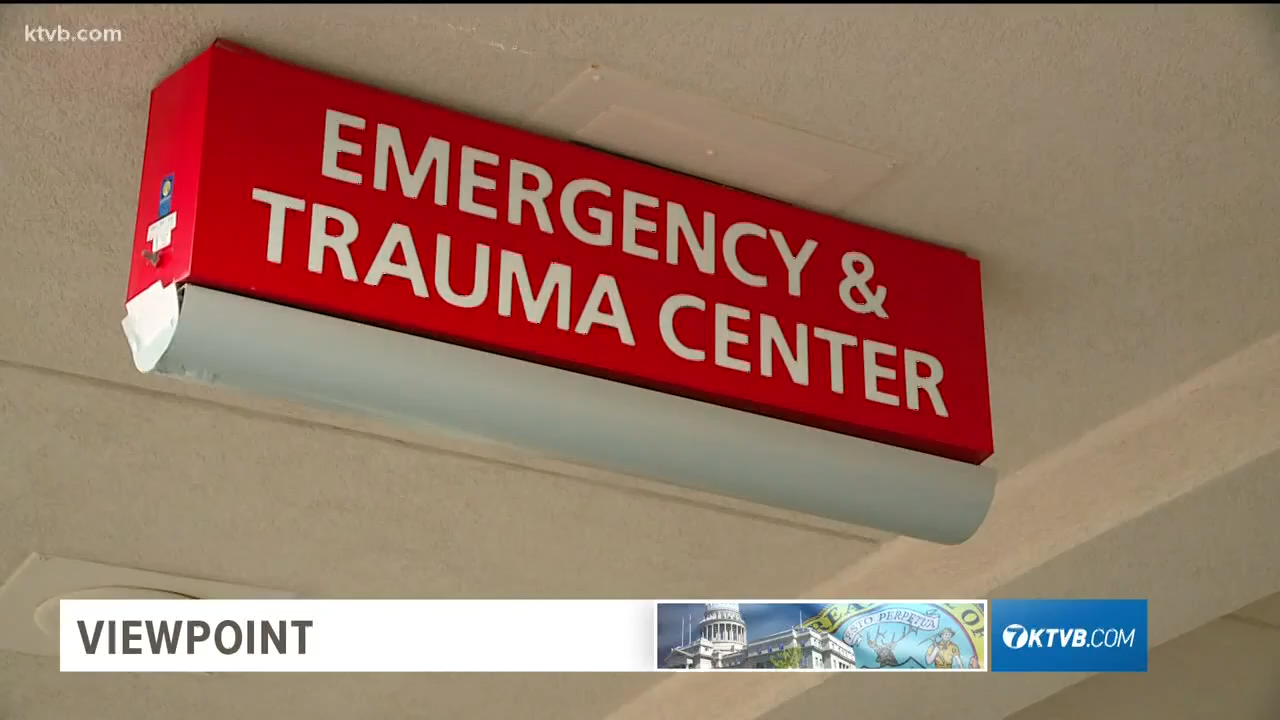 ktvb.com
EMERGENCY &
TRAUMA CENTER
VIEWPOINT
ESTO PERPETUA
7KTVB.COM